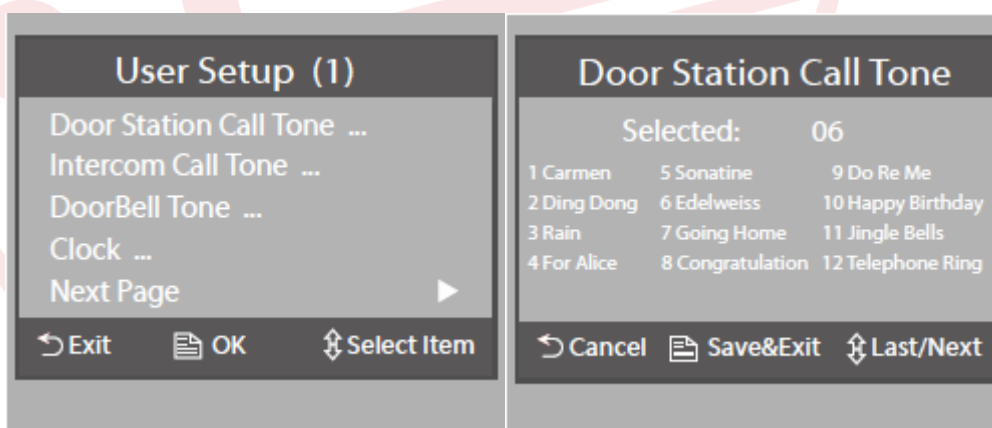 User Setup (1)
Door Station Call Tone ...
Intercom Call Tone ...
DoorBell Tone ...
Clock ...
Next Page
Exit OK Select Item
Door Station Call Tone
Selected: 06
1 Carmen 5 Sonatine 9 Do Re Me
2 Ding Dong 6 Edelweiss 10 Happy Birthday
3 Rain 7 Going Home 11 Jingle Bells
4 For Alice 8 Congratulation 12 Telephone Ring
Cancel Save&Exit Last/Next